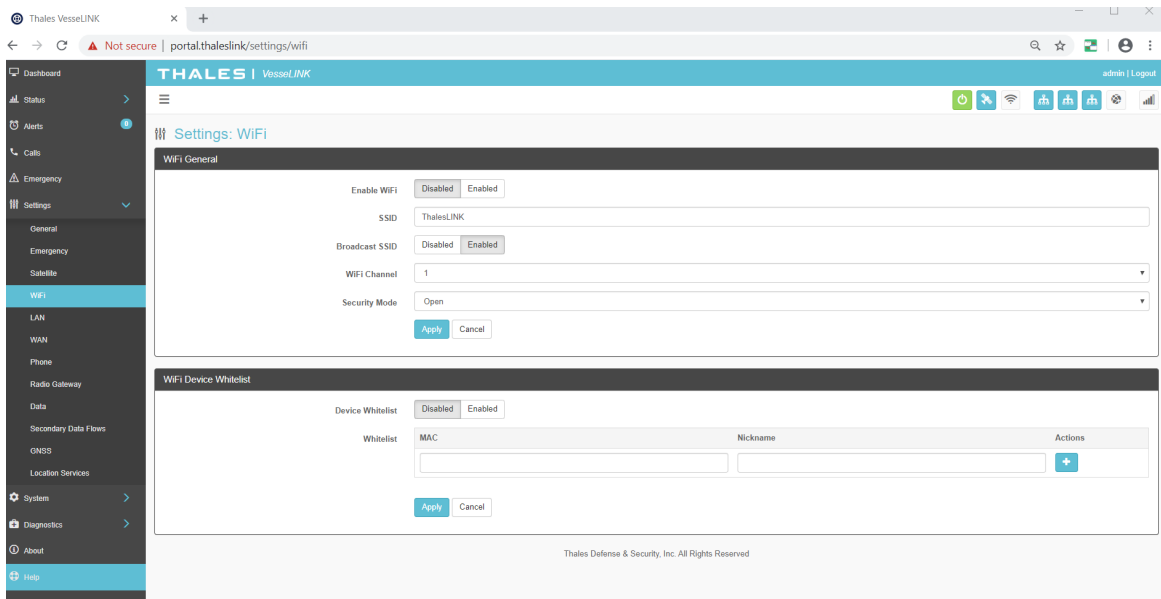 Thales VesseLINK
Not secure | portal.thaleslink/settings/wifi
Dashboard
Status
Alerts 0
Calls
Emergency
Settings
General
Emergency
Satellite
WiFi
LAN
WAN
Phone
Radio Gateway
Data
Secondary Data Flows
GNSS
Location Services
System
Diagnostics
About
Help
THALES | VesseLINK
admin | Logout
Settings: WiFi
WiFi General
Enable WiFi Disabled Enabled
SSID ThalesLINK
Broadcast SSID Disabled Enabled
WiFi Channel 1
Security Mode Open
Apply Cancel
WiFi Device Whitelist
Device Whitelist Disabled Enabled
Whitelist MAC Nickname Actions
Apply Cancel
Thales Defense & Security, Inc. All Rights Reserved